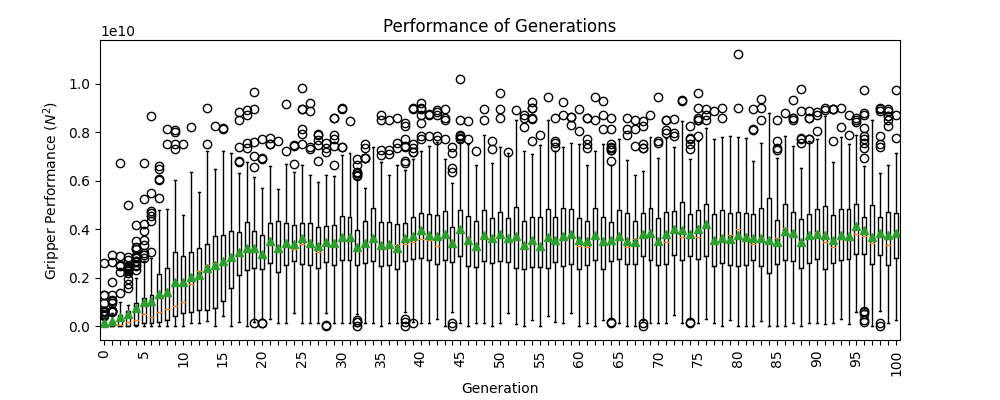 Performance of Generations
1e10
Gripper Performance (N²)
1.0
0.8
0.6
0.4
0.2
0.0
0 5 10 15 20 25 30 35 40 45 50 55 60 65 70 75 80 85 90 95 100
Generation